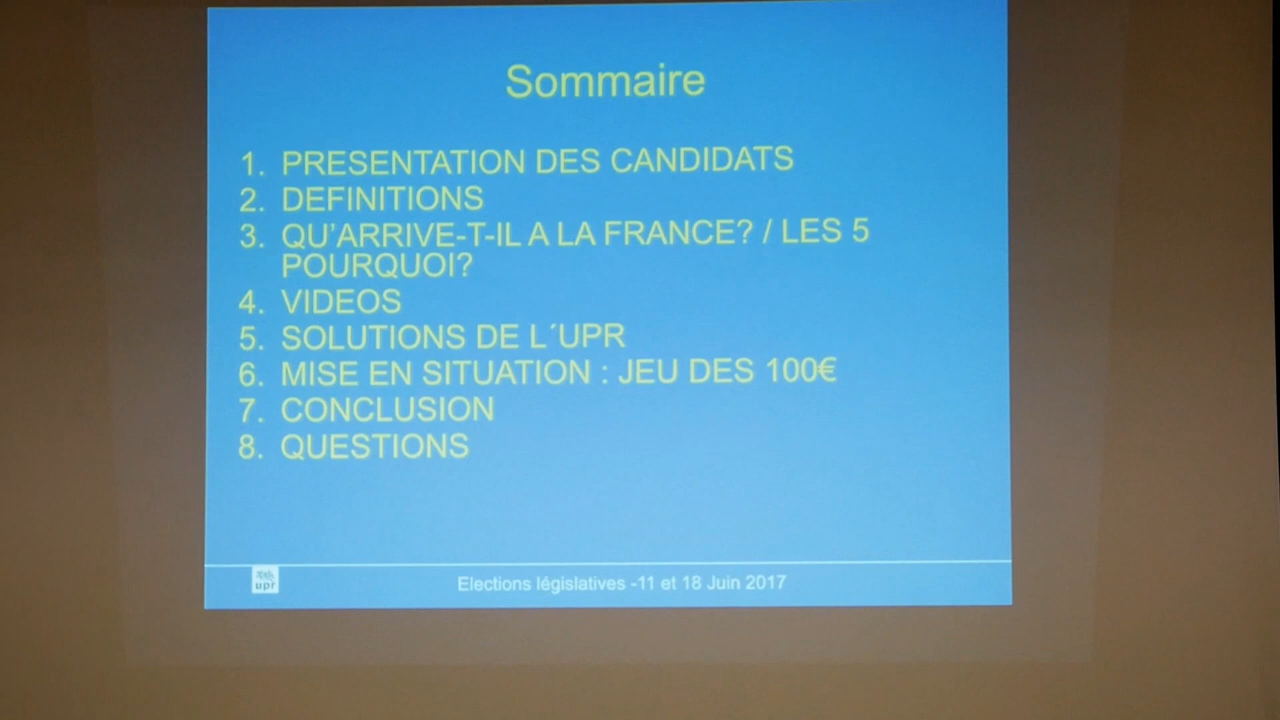 Sommaire
1. PRESENTATION DES CANDIDATS
2. DEFINITIONS
3. QU'ARRIVE-T-IL A LA FRANCE? / LES 5
POURQUOI?
4. VIDEOS
5. SOLUTIONS DE L´UPR
6. MISE EN SITUATION : JEU DES 100€
7. CONCLUSION
8. QUESTIONS
upr
Elections législatives -11 et 18 Juin 2017